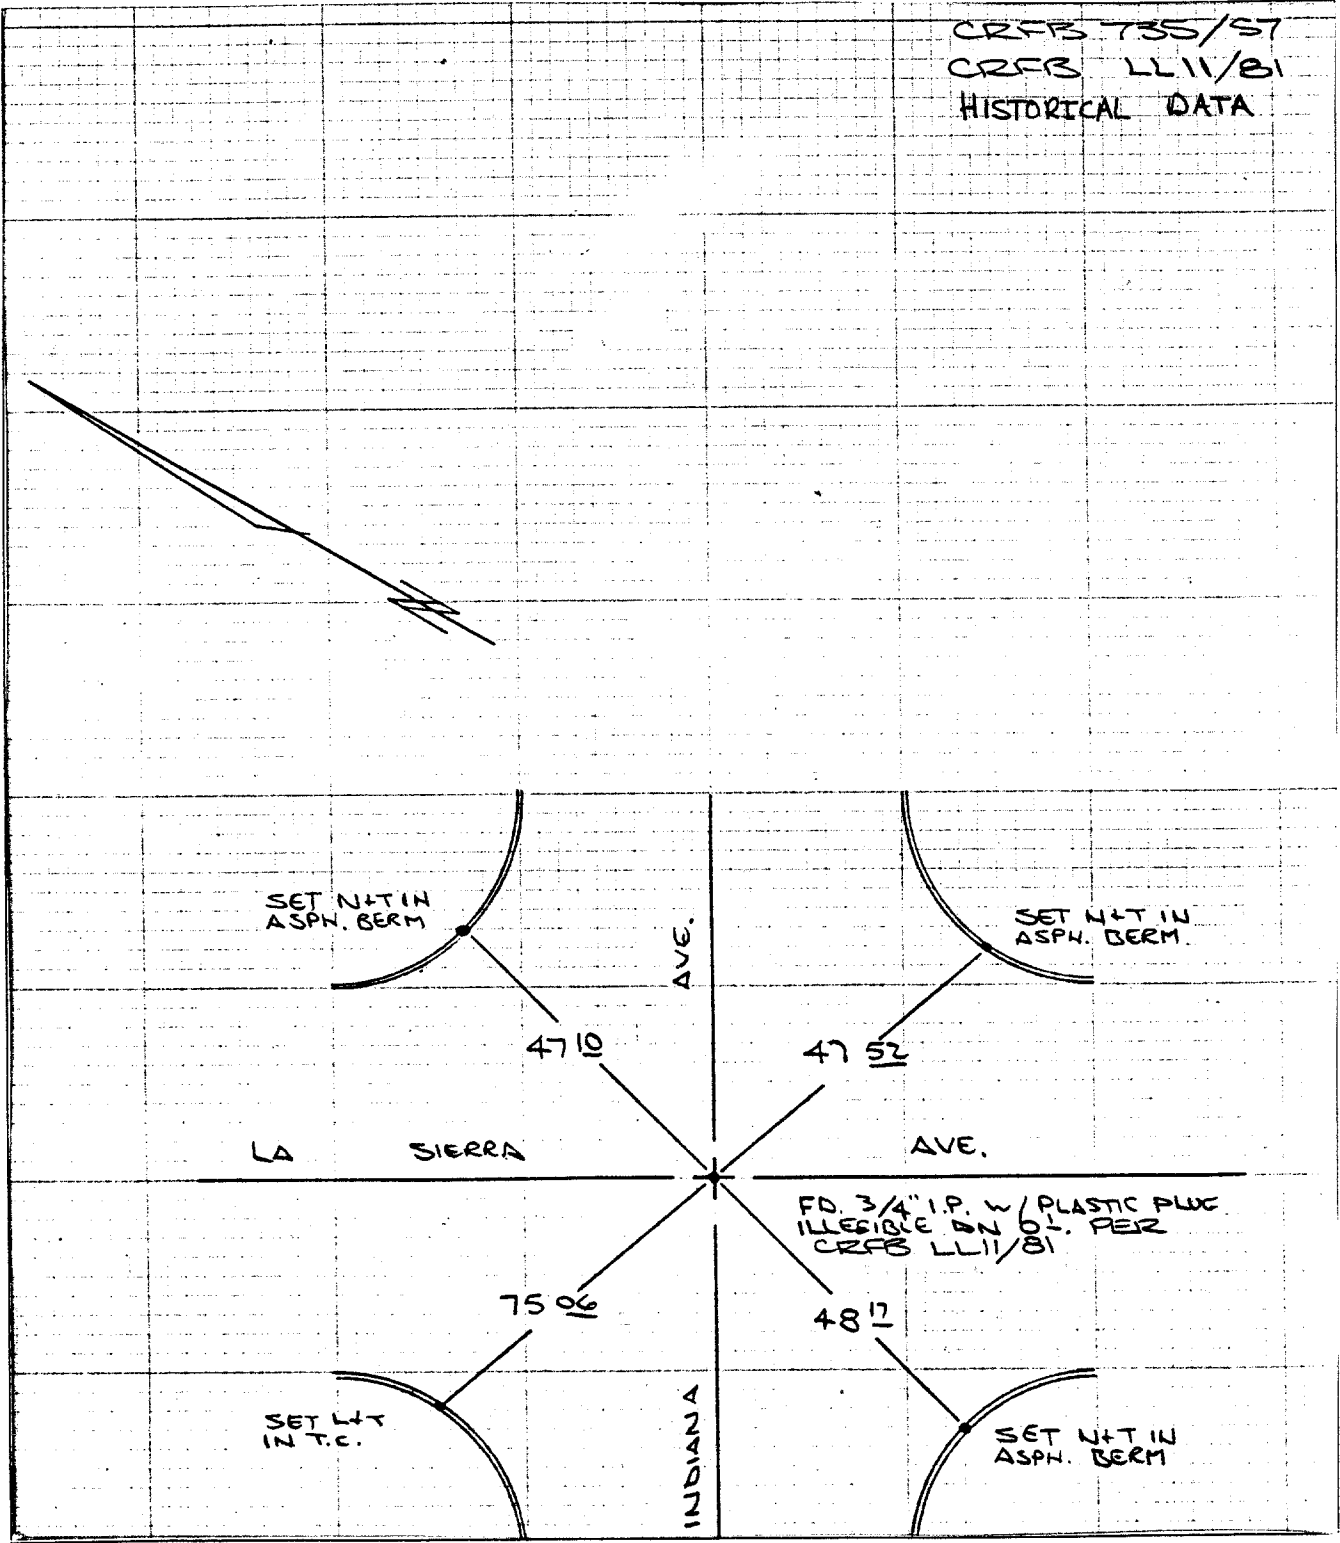 CRFB 735/57
CRFB LL11/81
HISTORICAL DATA
SET N+T IN
ASPH. BERM
AVE.
SET N+T IN
ASPH. BERM.
47 10
47 52
LA SIERRA AVE.
FD. 3/4" I.P. W/PLASTIC PLUG
ILLEGIBLE DN 0.1. PER
CRFB LL11/81
75 06
48 17
SET L+T
IN T.C.
INDIANA
SET N+T IN
ASPH. BERM